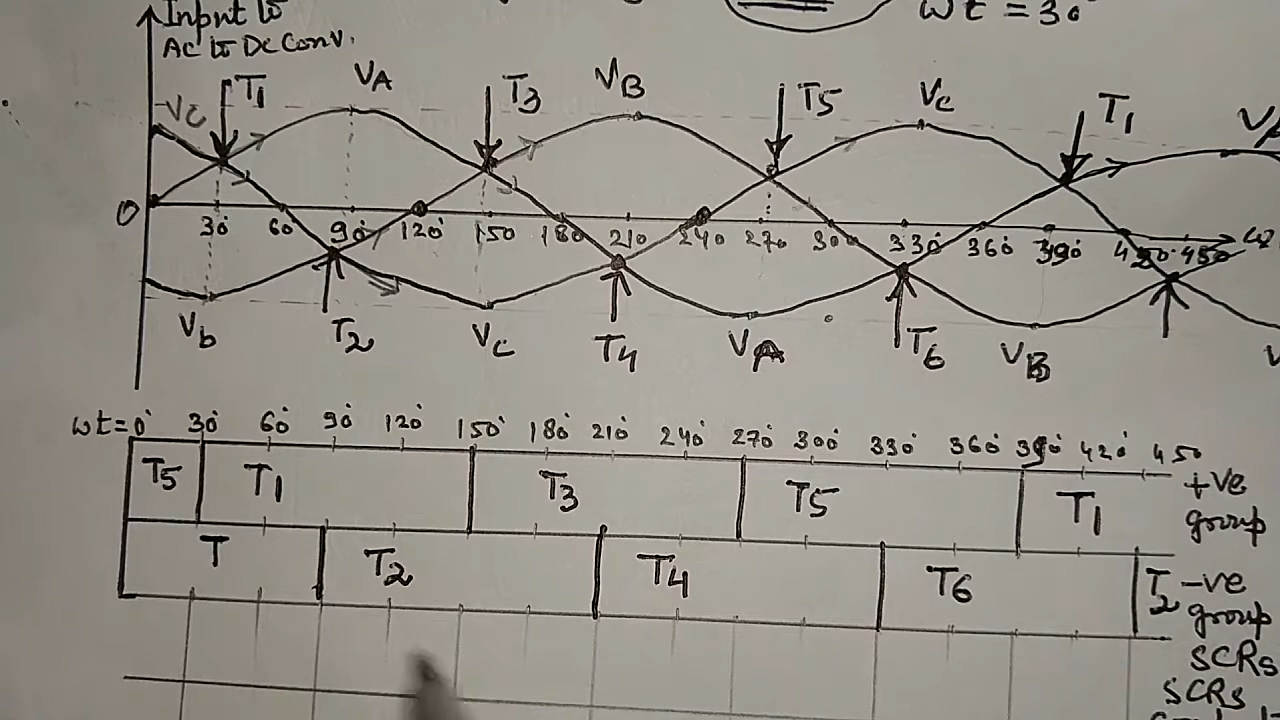 Input to
Ac to Dc Conv.
wt = 30°
VC T1 VA T3 VB T5 Vc T1 VA
0 30° 60 90° 120° 150° 180° 210° 240° 270° 300 330° 360° 390° 450
Vb T2 Vc T4 VA T6 VB V
wt=0° 30° 60° 90° 120° 150° 180° 210° 240° 270° 300° 330° 360° 390° 420° 450
T5 T1 T3 T5 T1 +ve
group
T T2 T4 T6 T2 -ve
group
SCRs
SCRs